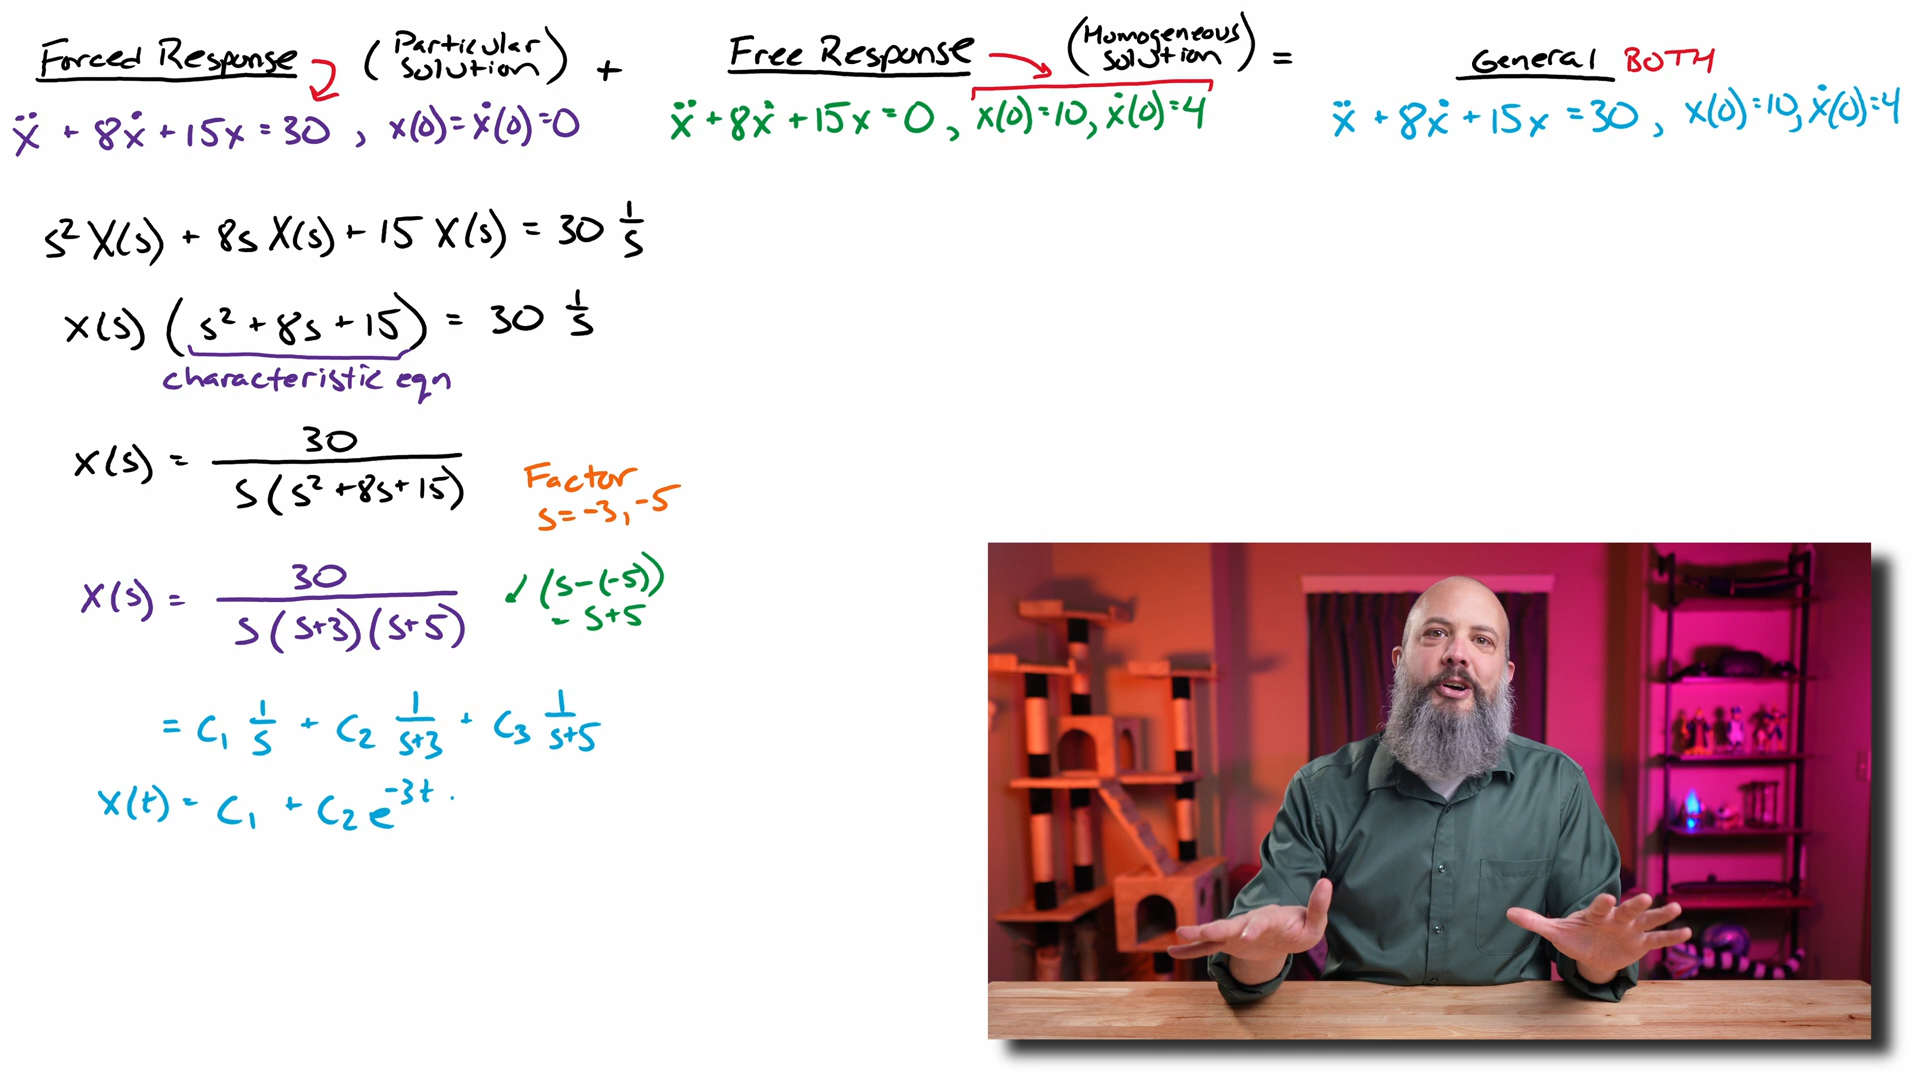 Forced Response (Particular Solution) + Free Response (Homogeneous Solution) = General BOTH
ẍ + 8ẋ + 15x = 30, x(0) = ẋ(0) = 0
ẍ + 8ẋ + 15x = 0, x(0) = 10, ẋ(0) = 4
ẍ + 8ẋ + 15x = 30, x(0) = 10, ẋ(0) = 4
s² X(s) + 8s X(s) + 15 X(s) = 30 1/s
X(s) (s² + 8s + 15) = 30 1/s
characteristic eqn
X(s) = 30 / s(s² + 8s + 15)
Factor
s = -3, -5
X(s) = 30 / s(s+3)(s+5)
(s-(-5))
= s+5
= C₁ 1/s + C₂ 1/s+3 + C₃ 1/s+5
x(t) = C₁ + C₂ e^-3t